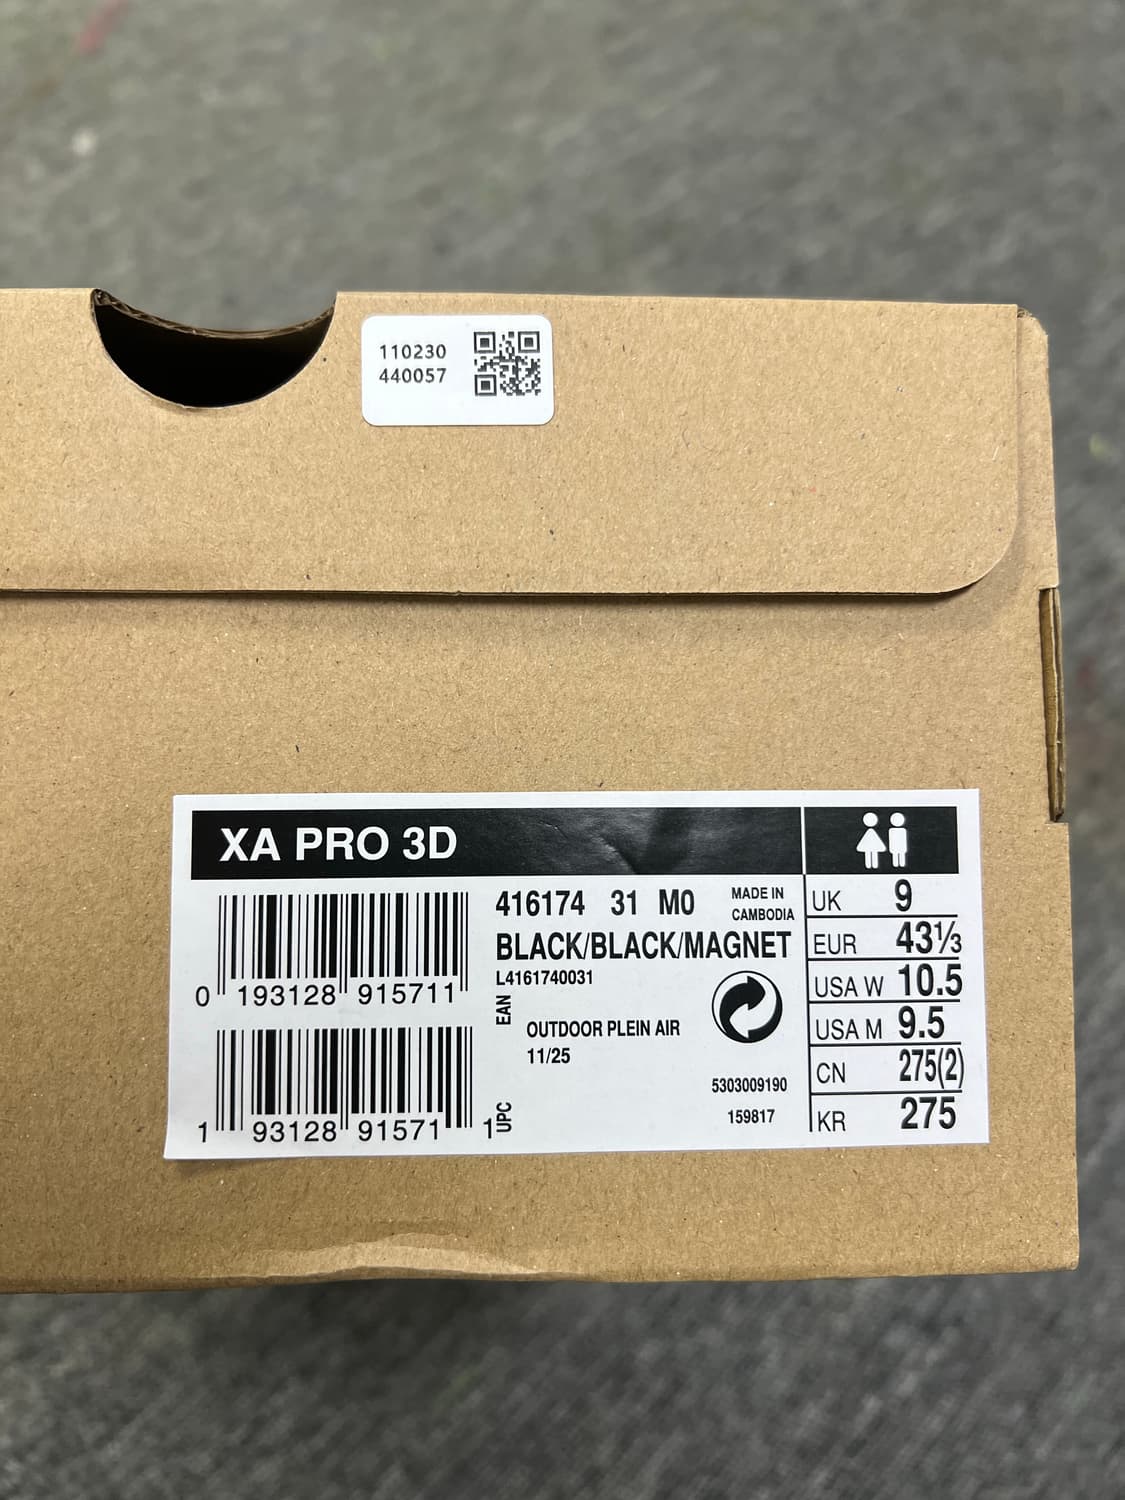 110230
440057
XA PRO 3D
416174 31 M0
MADE IN
CAMBODIA
BLACK/BLACK/MAGNET
L4161740031
EAN
0 193128 915711
OUTDOOR PLEIN AIR
11/25
5303009190
159817
UPC
1 93128 91571 1
UK 9
EUR 43⅓
USA W 10.5
USA M 9.5
CN 275(2)
KR 275